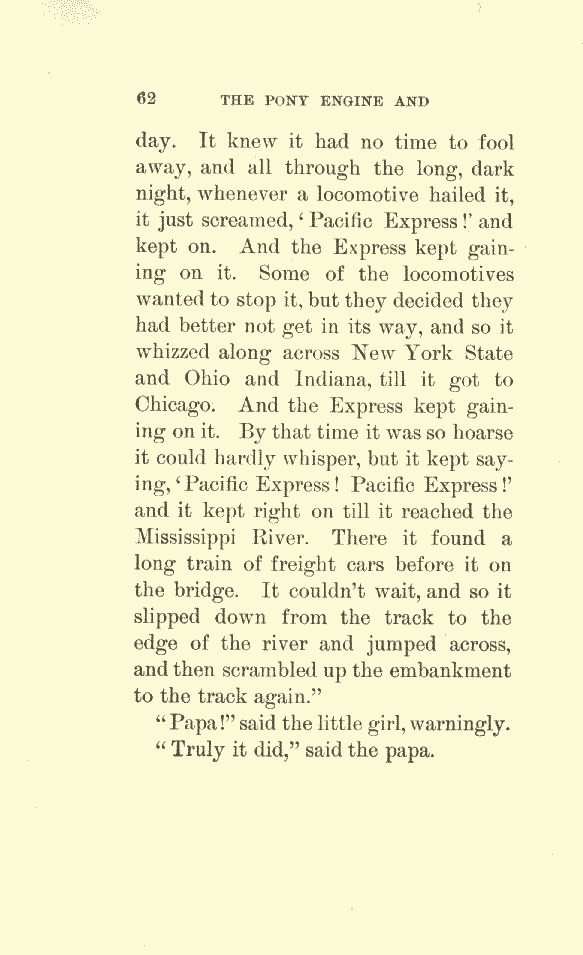 62 THE PONY ENGINE AND
day. It knew it had no time to fool
away, and all through the long, dark
night, whenever a locomotive hailed it,
it just screamed, ‘Pacific Express!’ and
kept on. And the Express kept gain-
ing on it. Some of the locomotives
wanted to stop it, but they decided they
had better not get in its way, and so it
whizzed along across New York State
and Ohio and Indiana, till it got to
Chicago. And the Express kept gain-
ing on it. By that time it was so hoarse
it could hardly whisper, but it kept say-
ing, ‘Pacific Express! Pacific Express!’
and it kept right on till it reached the
Mississippi River. There it found a
long train of freight cars before it on
the bridge. It couldn’t wait, and so it
slipped down from the track to the
edge of the river and jumped across,
and then scrambled up the embankment
to the track again.”
“Papa!” said the little girl, warningly.
“Truly it did,” said the papa.